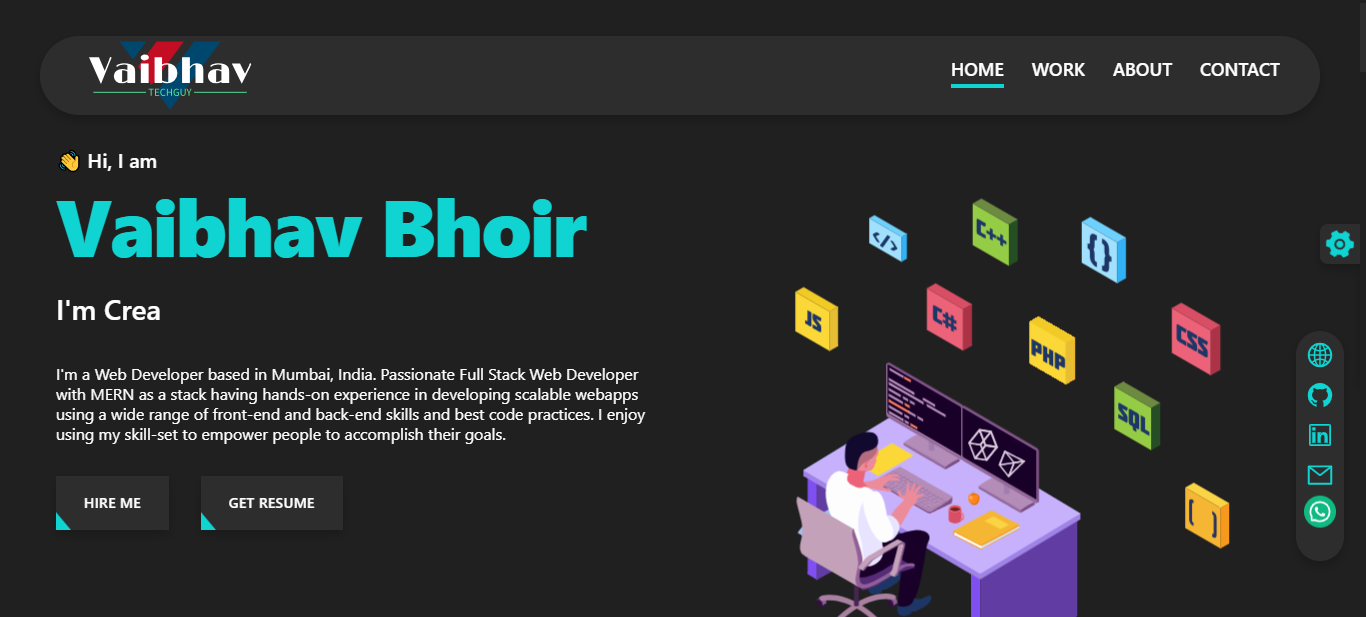 Vaibhav
TECHGUY
HOME WORK ABOUT CONTACT
👋 Hi, I am
Vaibhav Bhoir
I'm Crea
I'm a Web Developer based in Mumbai, India. Passionate Full Stack Web Developer
with MERN as a stack having hands-on experience in developing scalable webapps
using a wide range of front-end and back-end skills and best code practices. I enjoy
using my skill-set to empower people to accomplish their goals.
HIRE ME GET RESUME
</>
C++
{}
JS
C#
PHP
CSS
SQL
[ ]
in